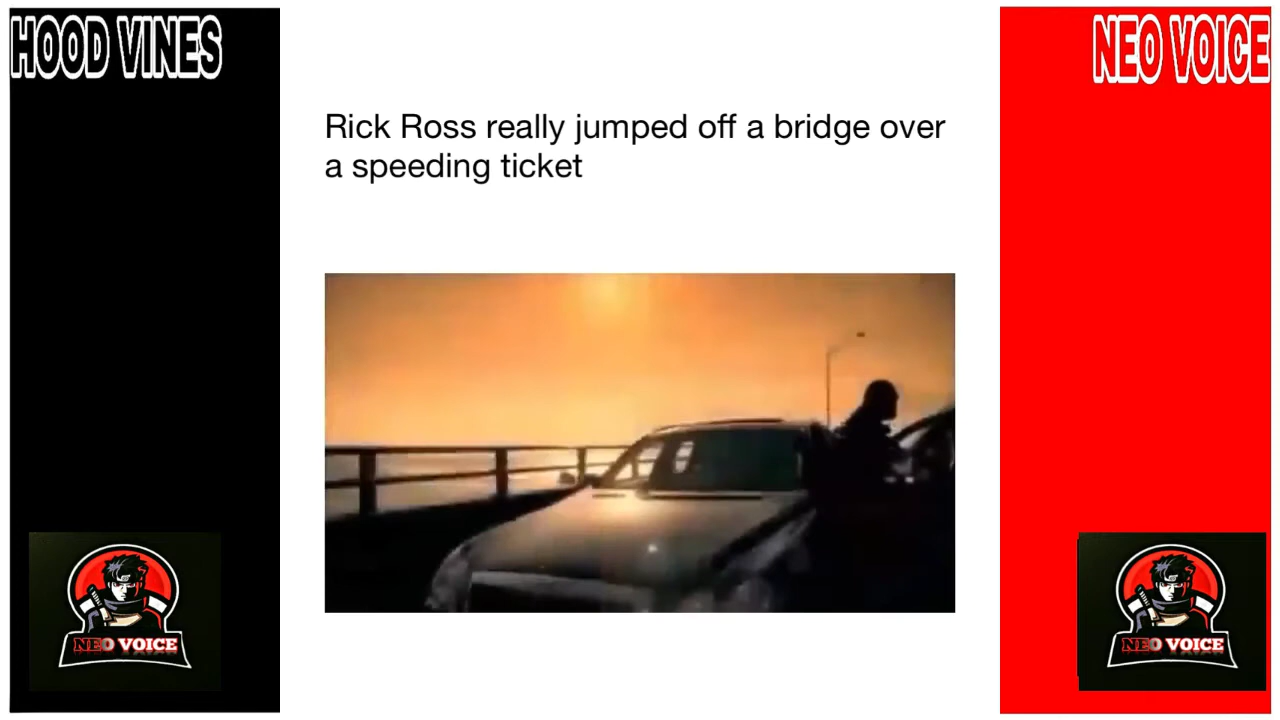 HOOD VINES
NEO VOICE
Rick Ross really jumped off a bridge over
a speeding ticket
NEO VOICE
NEO VOICE